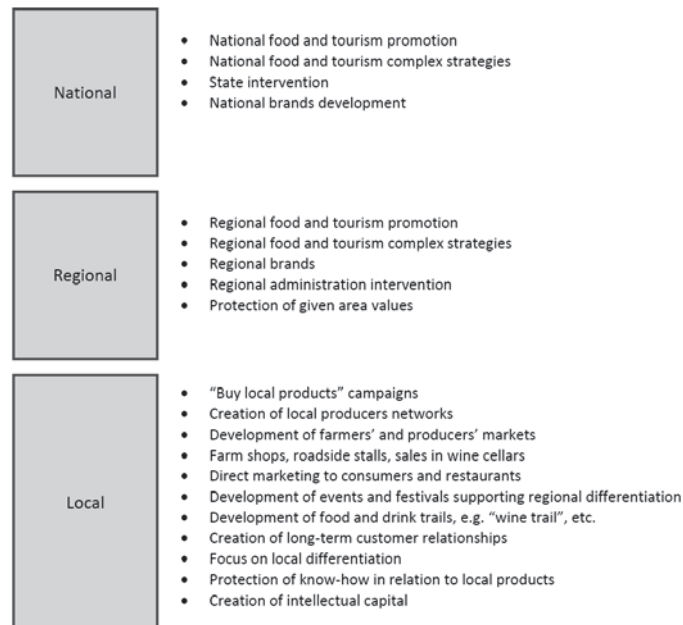 National
• National food and tourism promotion
• National food and tourism complex strategies
• State intervention
• National brands development
Regional
• Regional food and tourism promotion
• Regional food and tourism complex strategies
• Regional brands
• Regional administration intervention
• Protection of given area values
Local
• “Buy local products” campaigns
• Creation of local producers networks
• Development of farmers’ and producers’ markets
• Farm shops, roadside stalls, sales in wine cellars
• Direct marketing to consumers and restaurants
• Development of events and festivals supporting regional differentiation
• Development of food and drink trails, e.g. “wine trail”, etc.
• Creation of long-term customer relationships
• Focus on local differentiation
• Protection of know-how in relation to local products
• Creation of intellectual capital